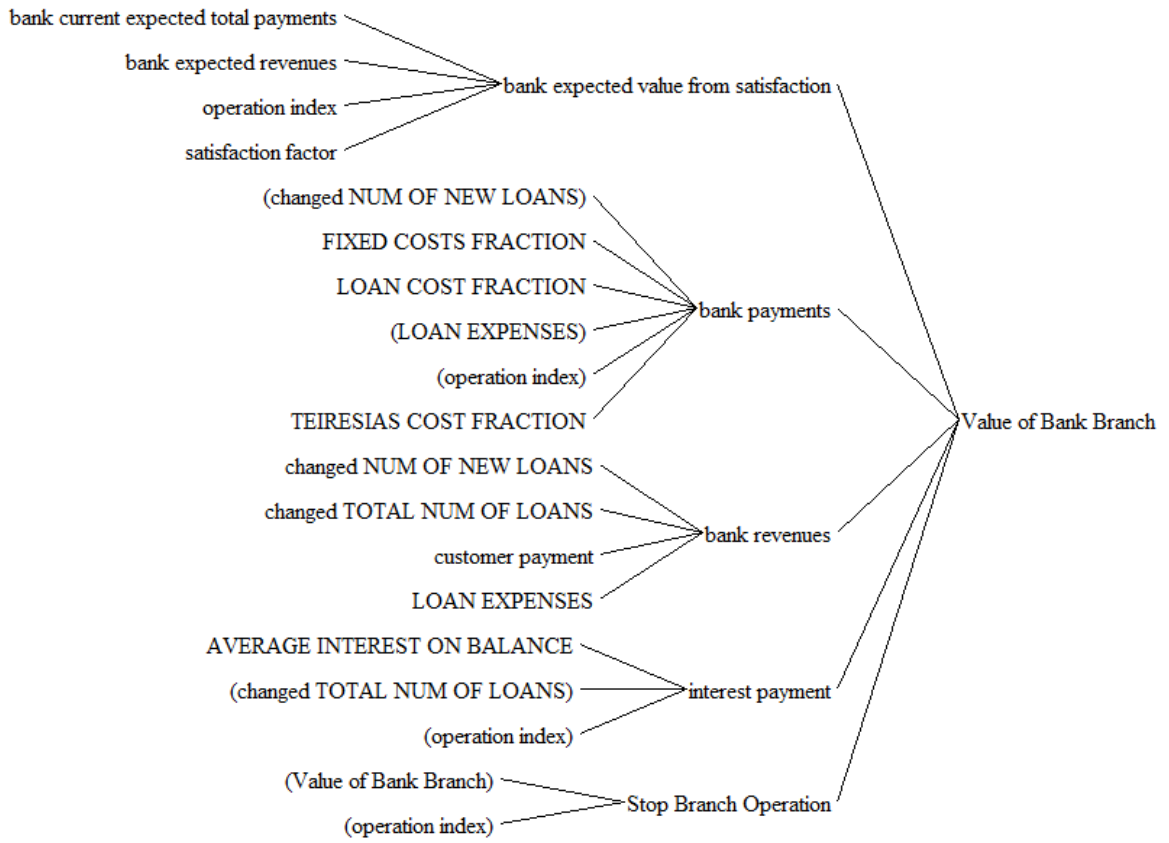 bank current expected total payments
bank expected revenues
bank expected value from satisfaction
operation index
satisfaction factor
(changed NUM OF NEW LOANS)
FIXED COSTS FRACTION
LOAN COST FRACTION
bank payments
(LOAN EXPENSES)
(operation index)
TEIRESIAS COST FRACTION
Value of Bank Branch
changed NUM OF NEW LOANS
changed TOTAL NUM OF LOANS
bank revenues
customer payment
LOAN EXPENSES
AVERAGE INTEREST ON BALANCE
(changed TOTAL NUM OF LOANS)
interest payment
(operation index)
(Value of Bank Branch)
Stop Branch Operation
(operation index)